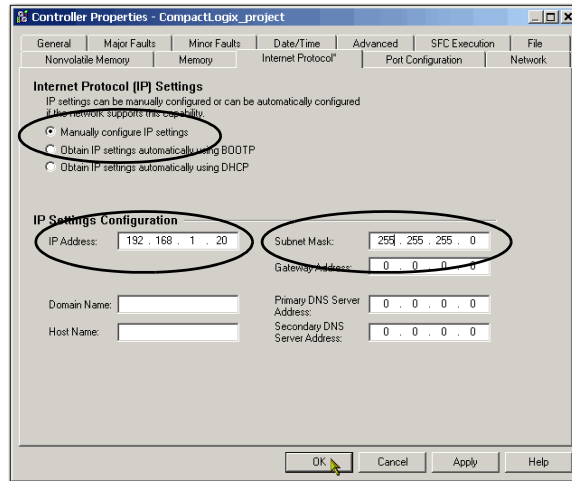 Controller Properties - CompactLogix_project
General Major Faults Minor Faults Date/Time Advanced SFC Execution File
Nonvolatile Memory Memory Internet Protocol* Port Configuration Network
Internet Protocol (IP) Settings
IP settings can be manually configured or can be automatically configured
if the network supports this capability.
Manually configure IP settings
Obtain IP settings automatically using BOOTP
Obtain IP settings automatically using DHCP
IP Settings Configuration
IP Address: 192 . 168 . 1 . 20 Subnet Mask: 255 . 255 . 255 . 0
Gateway Address: 0 . 0 . 0 . 0
Domain Name: Primary DNS Server Address: 0 . 0 . 0 . 0
Host Name: Secondary DNS Server Address: 0 . 0 . 0 . 0
OK Cancel Apply Help